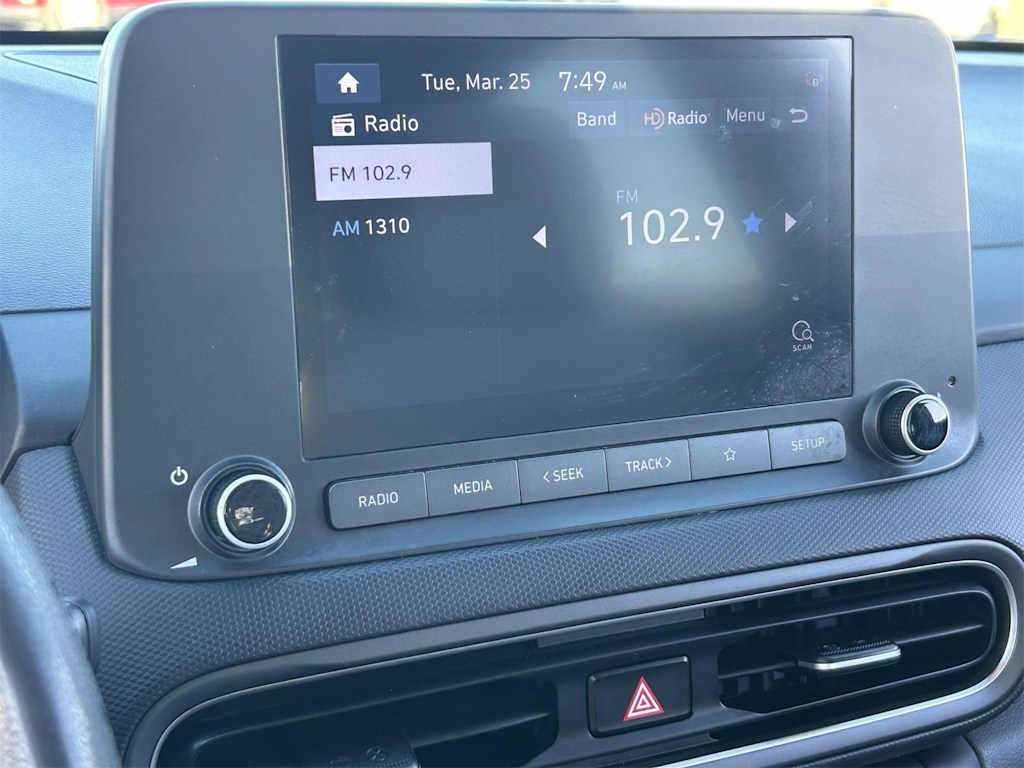 Tue, Mar. 25 7:49 AM
Radio Band HD Radio Menu
FM 102.9
AM 1310
FM
102.9
SCAN
RADIO MEDIA < SEEK TRACK > SETUP